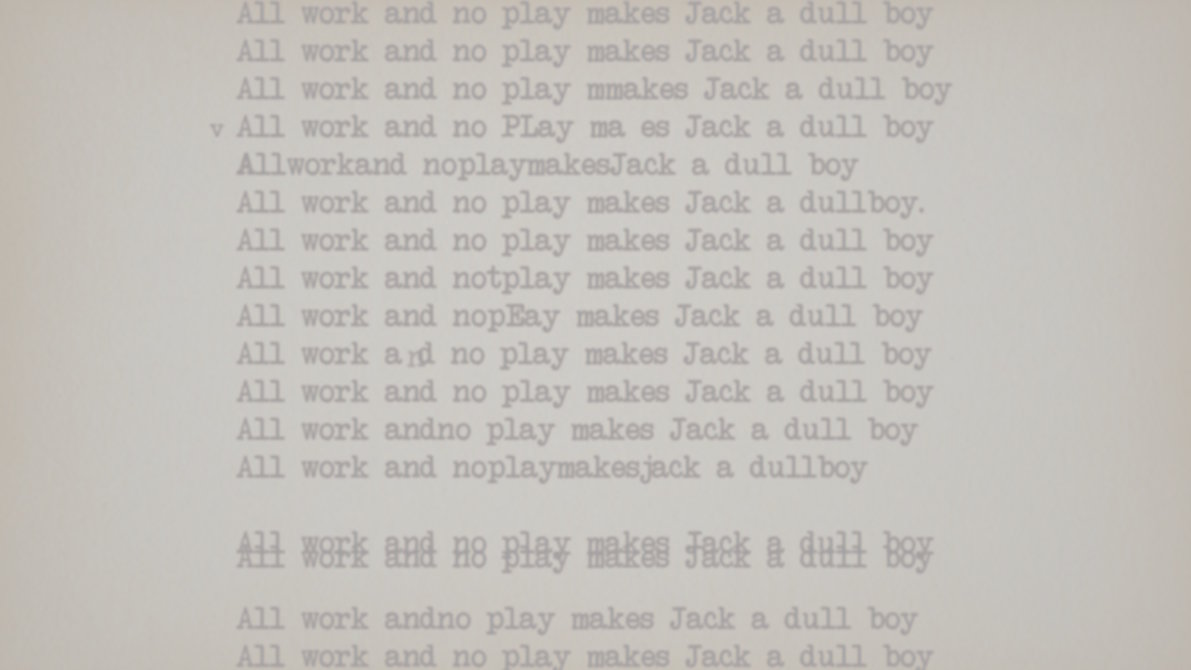 All work and no play makes Jack a dull boy
All work and no play makes Jack a dull boy
All work and no play mmakes Jack a dull boy
v All work and no PLay ma es Jack a dull boy
Allworkand noplaymakesJack a dull boy
All work and no play makes Jack a dullboy.
All work and no play makes Jack a dull boy
All work and notplay makes Jack a dull boy
All work and nopEay makes Jack a dull boy
All work and no play makes Jack a dull boy
All work and no play makes Jack a dull boy
All work andno play makes Jack a dull boy
All work and noplaymakesjack a dullboy
All work and no play makes Jack a dull boy
All work and no play makes Jack a dull boy
All work andno play makes Jack a dull boy
All work and no play makes Jack a dull boy